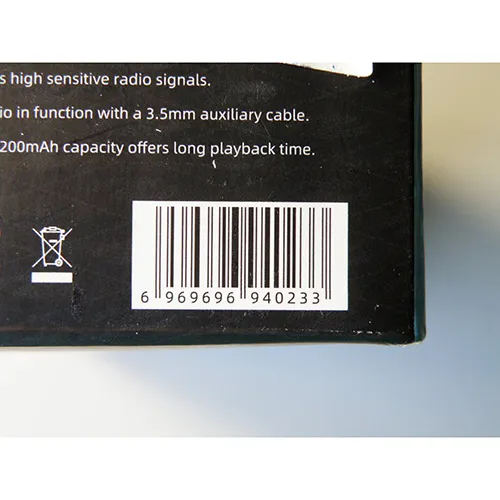 s high sensitive radio signals.
io in function with a 3.5mm auxiliary cable.
200mAh capacity offers long playback time.
6 969696 940233